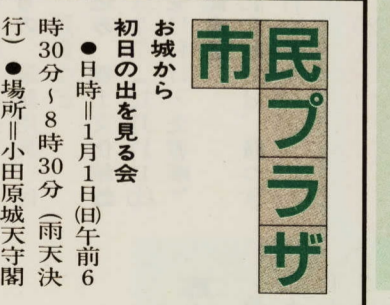 市民プラザ
お城から
初日の出を見る会
●日時＝1月1日(日)午前6
時30分～8時30分（雨天決
行）●場所＝小田原城天守閣